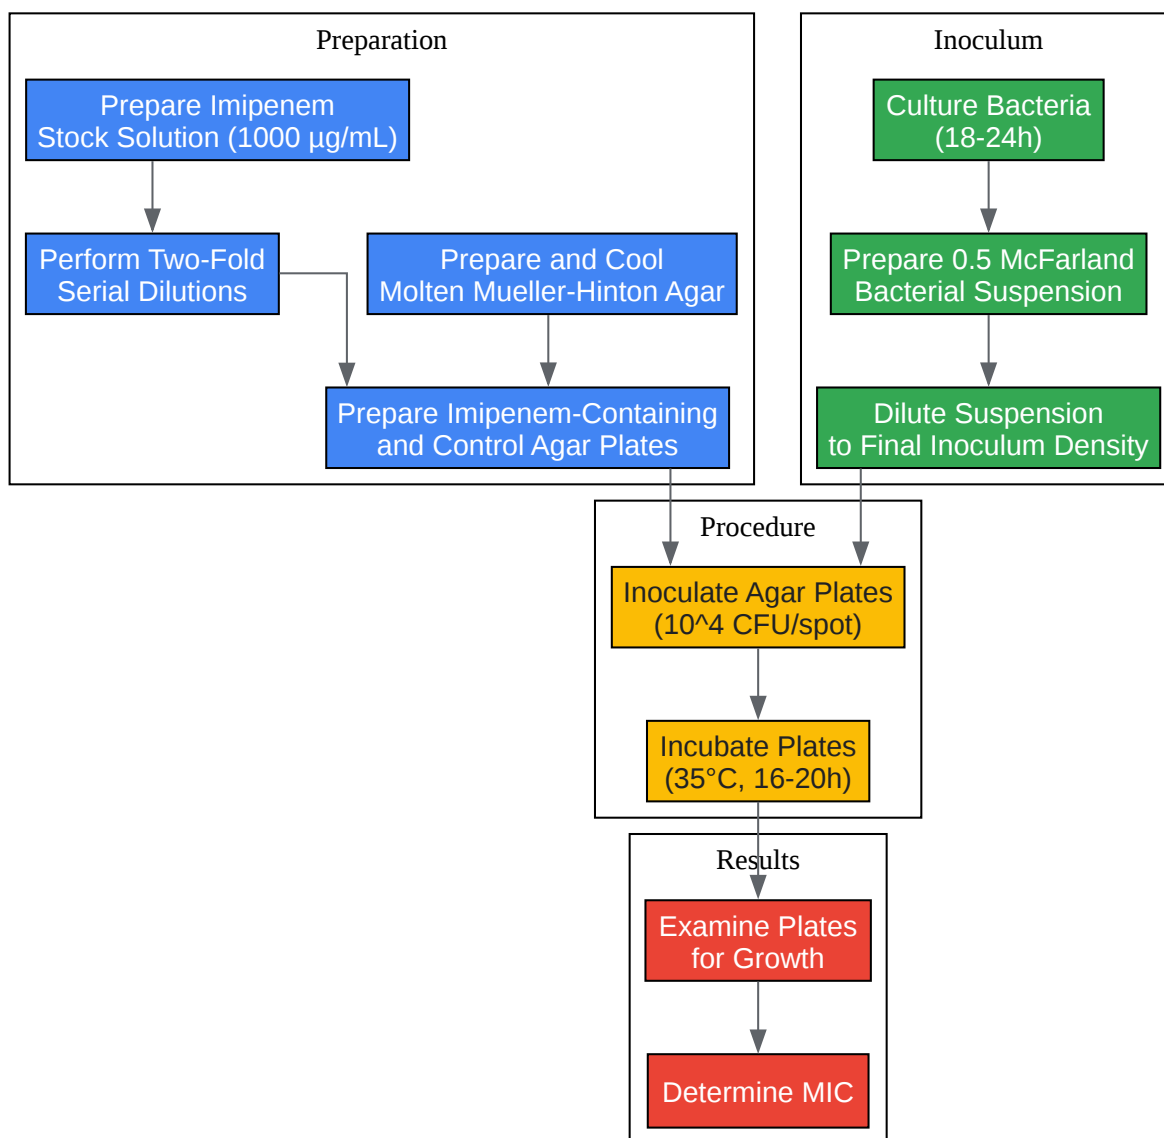 Preparation
Prepare Imipenem
Stock Solution (1000 µg/mL)
Perform Two-Fold
Serial Dilutions
Prepare and Cool
Molten Mueller-Hinton Agar
Prepare Imipenem-Containing
and Control Agar Plates
Inoculum
Culture Bacteria
(18-24h)
Prepare 0.5 McFarland
Bacterial Suspension
Dilute Suspension
to Final Inoculum Density
Procedure
Inoculate Agar Plates
(10^4 CFU/spot)
Incubate Plates
(35°C, 16-20h)
Results
Examine Plates
for Growth
Determine MIC